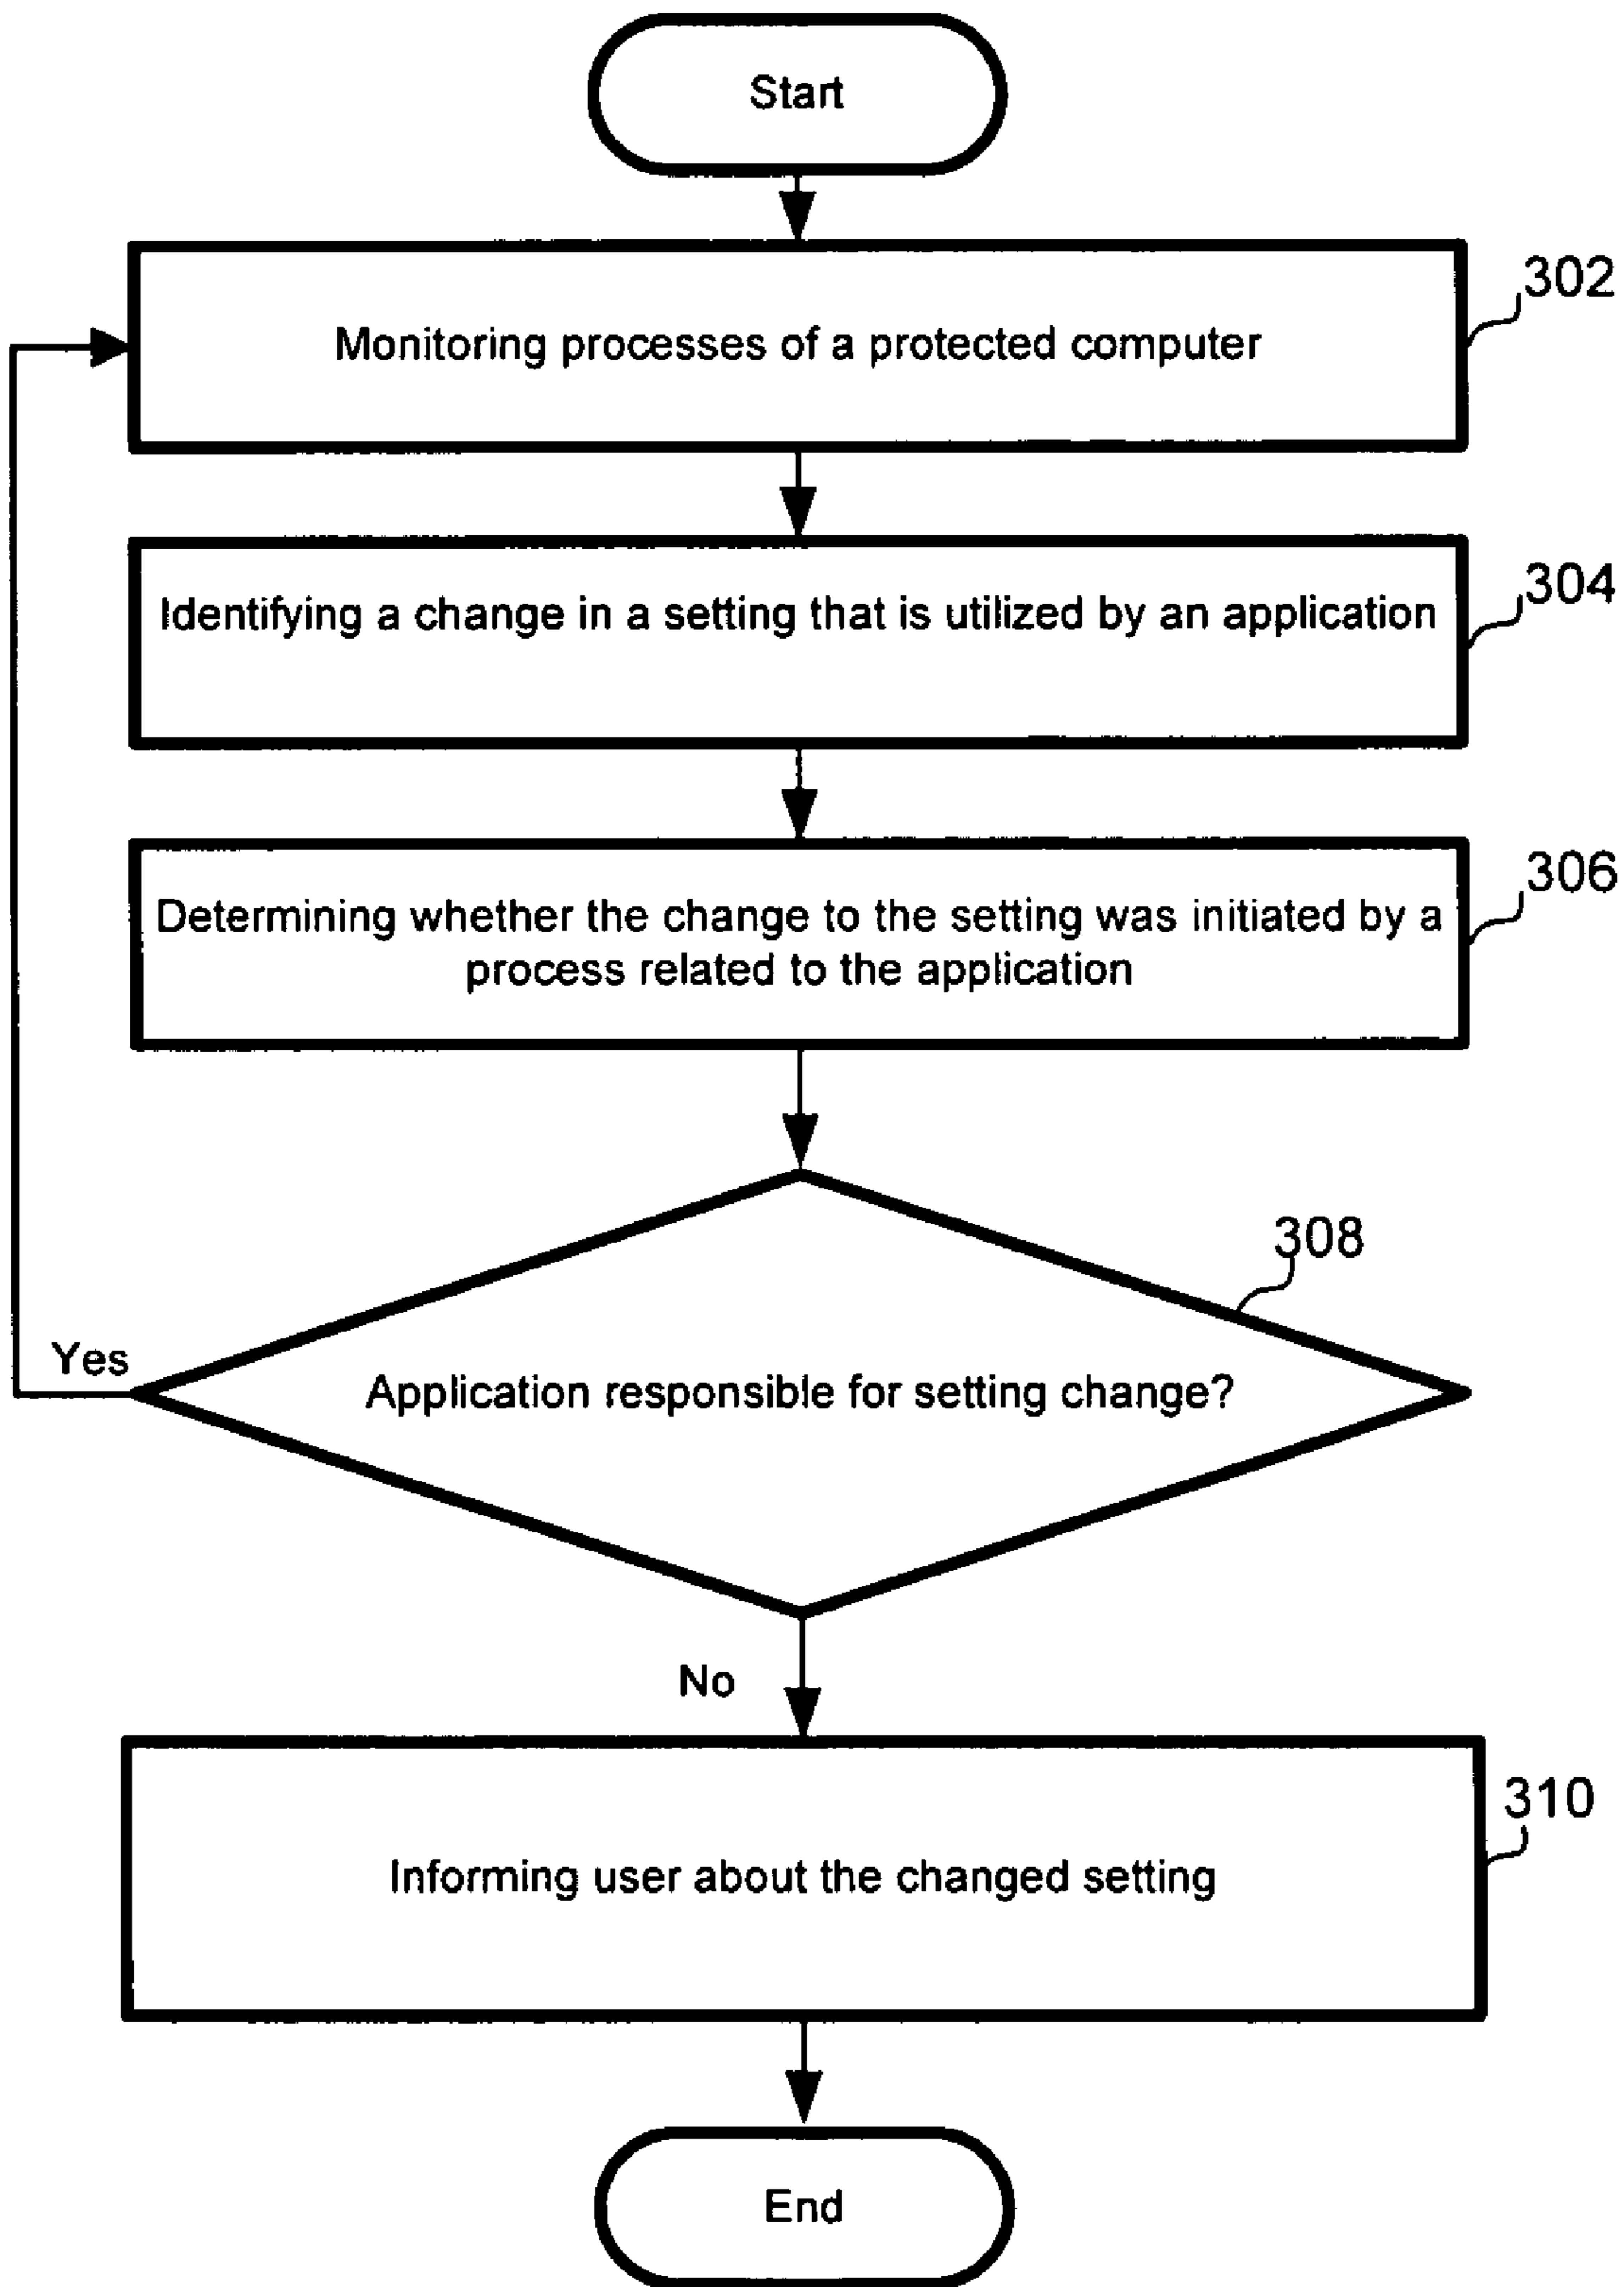 Start
302
Monitoring processes of a protected computer
304
Identifying a change in a setting that is utilized by an application
306
Determining whether the change to the setting was initiated by a
process related to the application
308
Yes
Application responsible for setting change?
No
310
Informing user about the changed setting
End